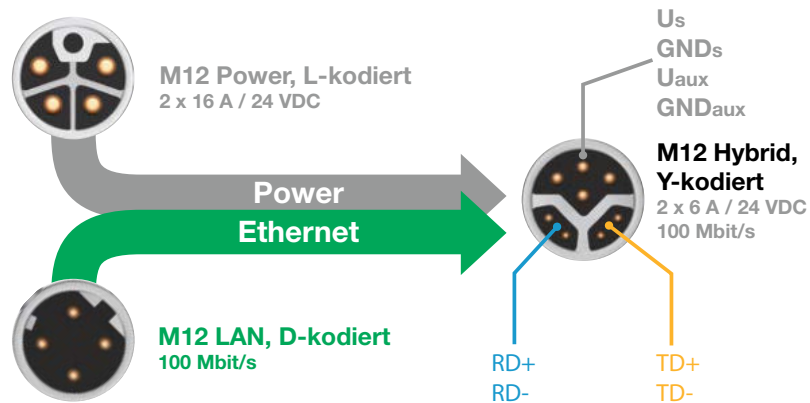 M12 Power, L-kodiert
2 x 16 A / 24 VDC
Us
GNDs
Uaux
GNDaux
Power
Ethernet
M12 Hybrid,
Y-kodiert
2 x 6 A / 24 VDC
100 Mbit/s
M12 LAN, D-kodiert
100 Mbit/s
RD+
RD-
TD+
TD-